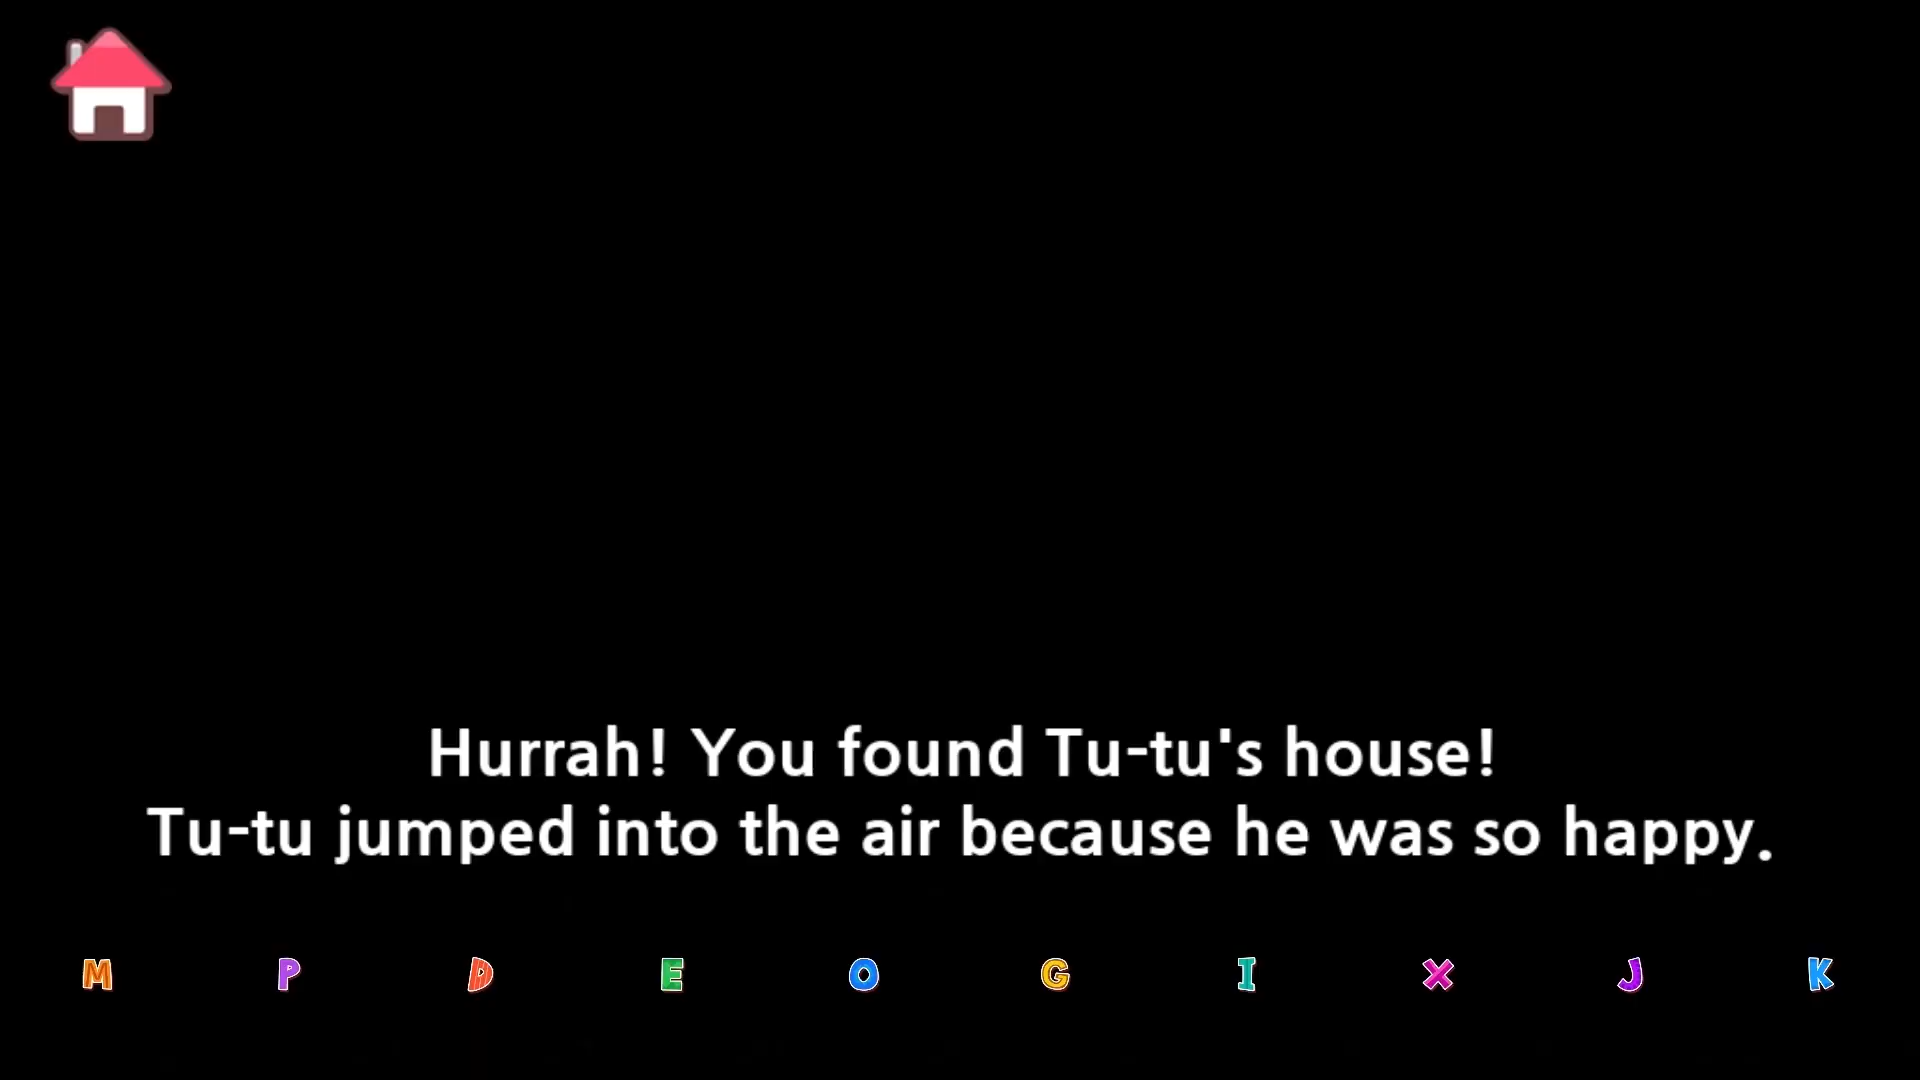 Hurrah! You found Tu-tu's house!
Tu-tu jumped into the air because he was so happy.
M P D E O G I X J K